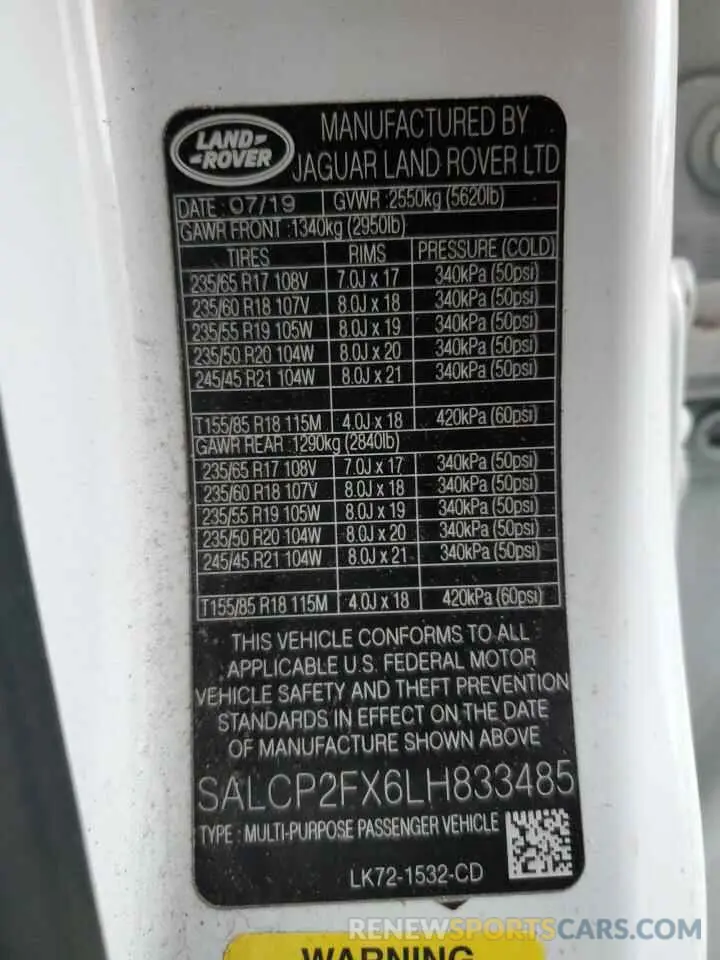 LAND-
-ROVER
MANUFACTURED BY
JAGUAR LAND ROVER LTD
DATE : 07/19 GVWR : 2550kg (5620lb)
GAWR FRONT : 1340kg (2950lb)
TIRES RIMS PRESSURE (COLD)
235/65 R17 108V 7.0J x 17 340kPa (50psi)
235/60 R18 107V 8.0J x 18 340kPa (50psi)
235/55 R19 105W 8.0J x 19 340kPa (50psi)
235/50 R20 104W 8.0J x 20 340kPa (50psi)
245/45 R21 104W 8.0J x 21 340kPa (50psi)
T155/85 R18 115M 4.0J x 18 420kPa (60psi)
GAWR REAR : 1290kg (2840lb)
235/65 R17 108V 7.0J x 17 340kPa (50psi)
235/60 R18 107V 8.0J x 18 340kPa (50psi)
235/55 R19 105W 8.0J x 19 340kPa (50psi)
235/50 R20 104W 8.0J x 20 340kPa (50psi)
245/45 R21 104W 8.0J x 21 340kPa (50psi)
T155/85 R18 115M 4.0J x 18 420kPa (60psi)
THIS VEHICLE CONFORMS TO ALL
APPLICABLE U.S. FEDERAL MOTOR
VEHICLE SAFETY AND THEFT PREVENTION
STANDARDS IN EFFECT ON THE DATE
OF MANUFACTURE SHOWN ABOVE
SALCP2FX6LH833485
TYPE : MULTI-PURPOSE PASSENGER VEHICLE
LK72-1532-CD
RENEWSPORTSCARS.COM
WARNING